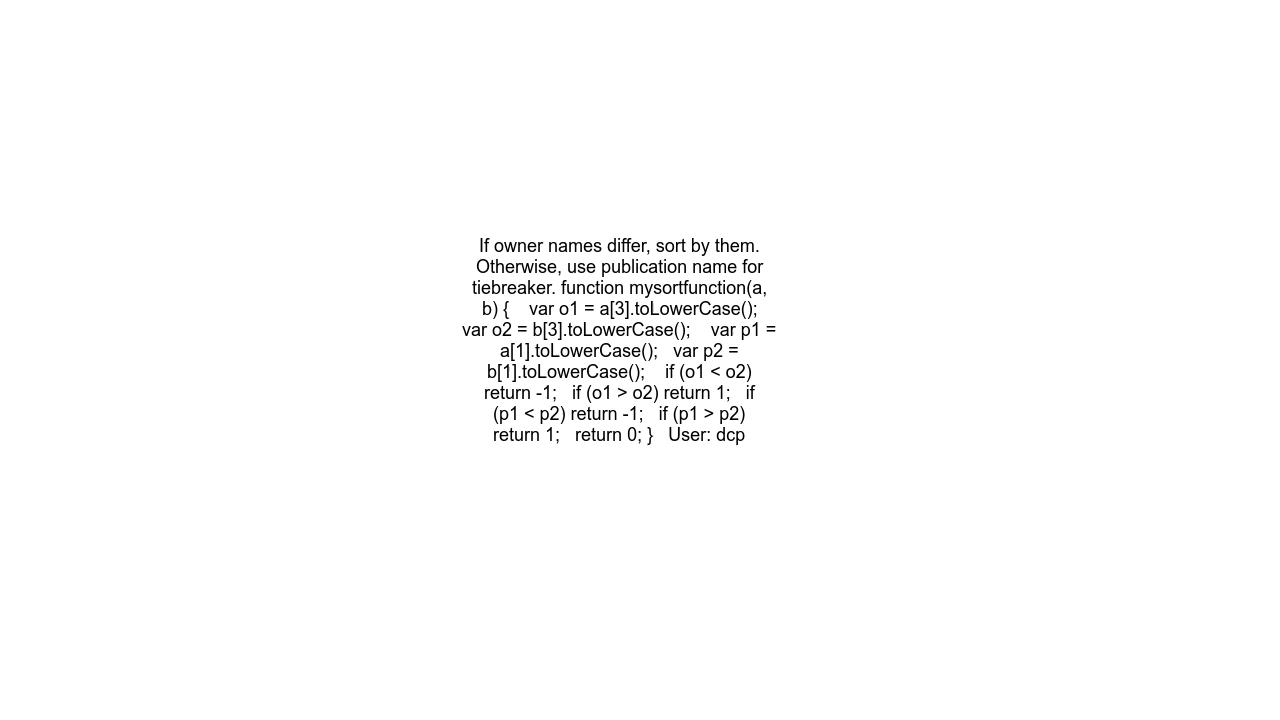 If owner names differ, sort by them.
Otherwise, use publication name for
tiebreaker. function mysortfunction(a,
b) {    var o1 = a[3].toLowerCase();
var o2 = b[3].toLowerCase();    var p1 =
a[1].toLowerCase();   var p2 =
b[1].toLowerCase();    if (o1 < o2)
return -1;   if (o1 > o2) return 1;   if
(p1 < p2) return -1;   if (p1 > p2)
return 1;   return 0; }   User: dcp